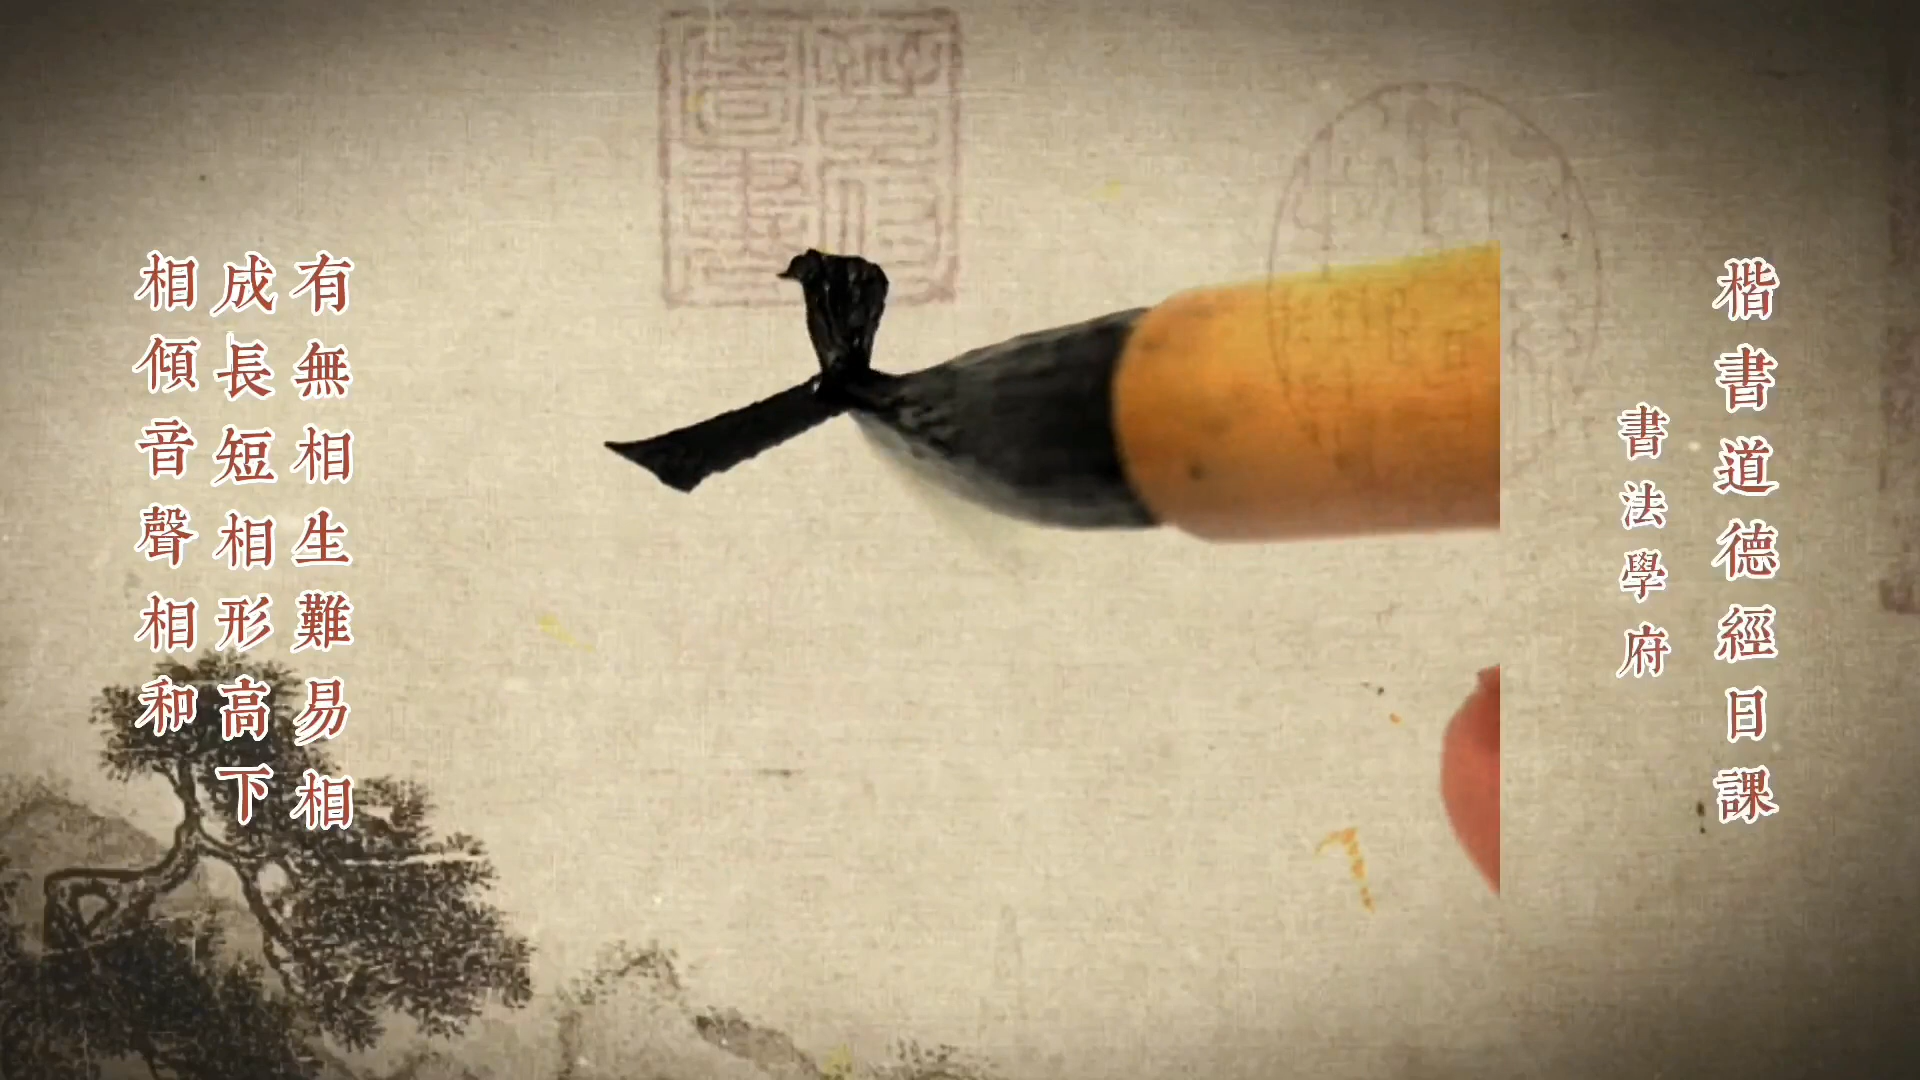 楷書道德經日課
書法學府
有無相生難易相
成長短相形高下
相傾音聲相和